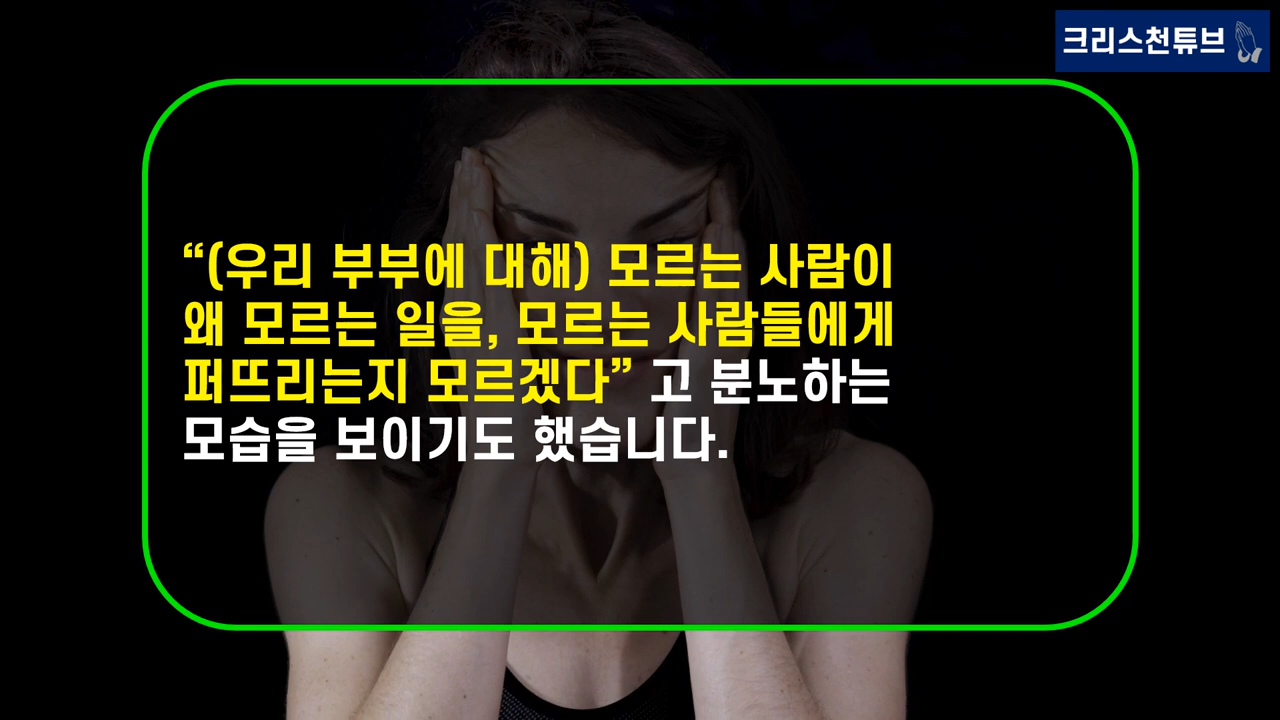 크리스천튜브
“(우리 부부에 대해) 모르는 사람이
왜 모르는 일을, 모르는 사람들에게
퍼뜨리는지 모르겠다” 고 분노하는
모습을 보이기도 했습니다.